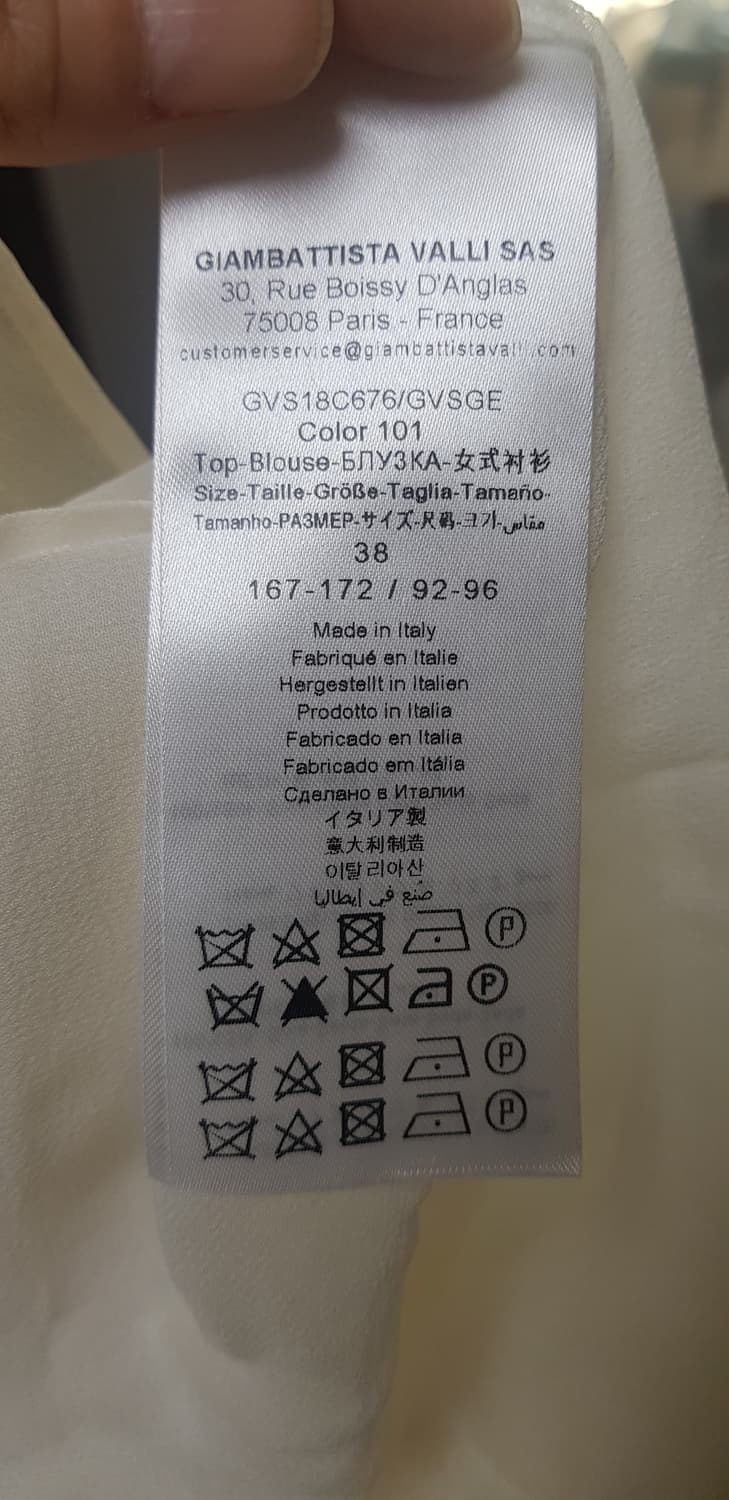 GIAMBATTISTA VALLI SAS
30, Rue Boissy D'Anglas
75008 Paris - France
customerservice@giambattistavalli.com
GVS18C676/GVSGE
Color 101
Top-Blouse-БЛУЗКА-女式衬衫
Size-Taille-Größe-Taglia-Tamaño-
Tamanho-РАЗМЕР-サイズ-尺码-크기-مقاس
38
167-172 / 92-96
Made in Italy
Fabriqué en Italie
Hergestellt in Italien
Prodotto in Italia
Fabricado en Italia
Fabricado em Itália
Сделано в Италии
イタリア製
意大利制造
이탈리아산
صنع في إيطاليا
P
P
P
P